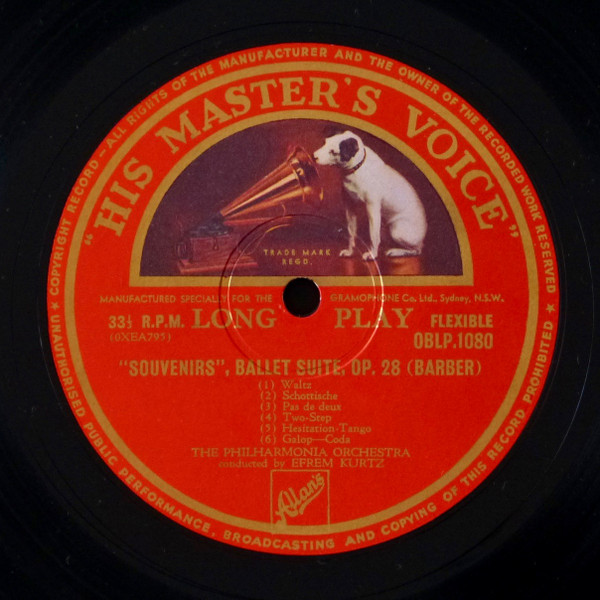 COPYRIGHT RECORD — ALL RIGHTS OF THE MANUFACTURER AND THE OWNER OF THE RECORDED WORK RESERVED
"HIS MASTER'S VOICE"
TRADE MARK
REGD.
MANUFACTURED SPECIALLY FOR THE GRAMOPHONE Co. Ltd., Sydney, N.S.W.
33⅓ R.P.M. LONG PLAY FLEXIBLE
(0XEA795) OBLP.1080
"SOUVENIRS", BALLET SUITE, OP. 28 (BARBER)
(1) Waltz
(2) Schottische
(3) Pas de deux
(4) Two-Step
(5) Hesitation-Tango
(6) Galop—Coda
THE PHILHARMONIA ORCHESTRA
conducted by EFREM KURTZ
Allan's
★ UNAUTHORISED PUBLIC PERFORMANCE, BROADCASTING AND COPYING OF THIS RECORD PROHIBITED ★